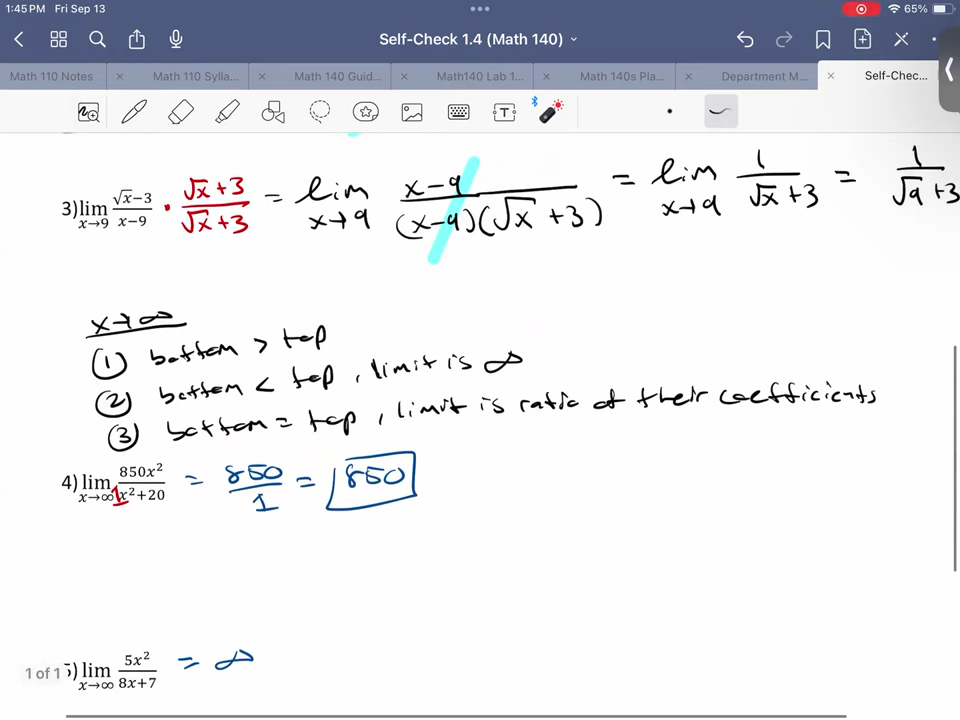 1:45 PM Fri Sep 13 65%
Self-Check 1.4 (Math 140)
Math 110 Notes × Math 110 Sylla... × Math 140 Guid... × Math140 Lab 1... × Math 140s Pla... × Department M... × Self-Chec...
3) lim x→9 (√x−3)/(x−9) · (√x+3)/(√x+3) = lim x→9 (x−9)/((x−9)(√x+3)) = lim x→9 1/(√x+3) = 1/(√9+3
x→∞
① bottom > top
② bottom < top, limit is ∞
③ bottom = top, limit is ratio of their coefficients
4) lim x→∞ 850x²/(1x²+20) = 850/1 = 850
5) lim x→∞ 5x²/(8x+7) = ∞
1 of 1